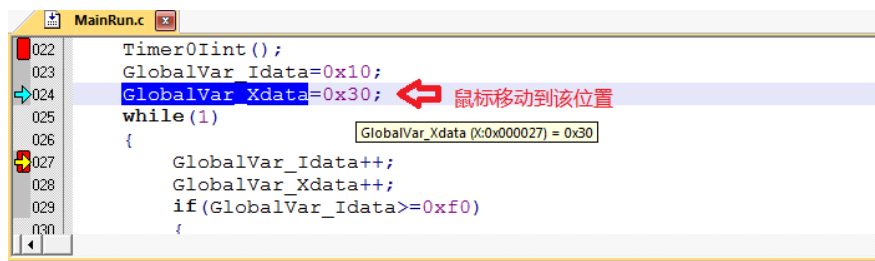 MainRun.c
022 Timer0Iint();
023 GlobalVar_Idata=0x10;
024 GlobalVar_Xdata=0x30; 鼠标移动到该位置
025 while(1)
GlobalVar_Xdata (X:0x000027) = 0x30
026 {
027 GlobalVar_Idata++;
028 GlobalVar_Xdata++;
029 if(GlobalVar_Idata>=0xf0)
030 {